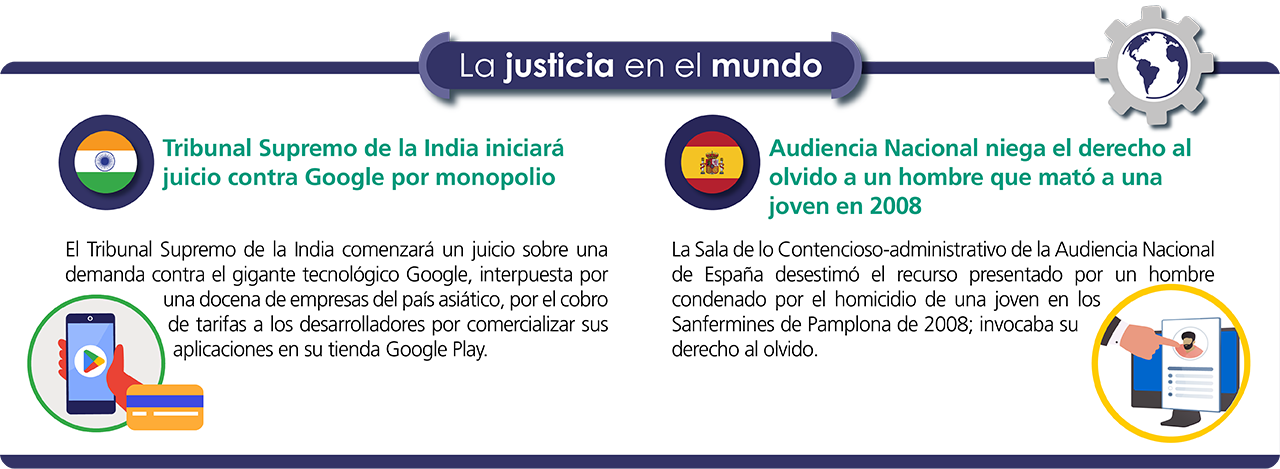 La justicia en el mundo
Tribunal Supremo de la India iniciará
juicio contra Google por monopolio
El Tribunal Supremo de la India comenzará un juicio sobre una
demanda contra el gigante tecnológico Google, interpuesta por
una docena de empresas del país asiático, por el cobro
de tarifas a los desarrolladores por comercializar sus
aplicaciones en su tienda Google Play.
Audiencia Nacional niega el derecho al
olvido a un hombre que mató a una
joven en 2008
La Sala de lo Contencioso-administrativo de la Audiencia Nacional
de España desestimó el recurso presentado por un hombre
condenado por el homicidio de una joven en los
Sanfermines de Pamplona de 2008; invocaba su
derecho al olvido.